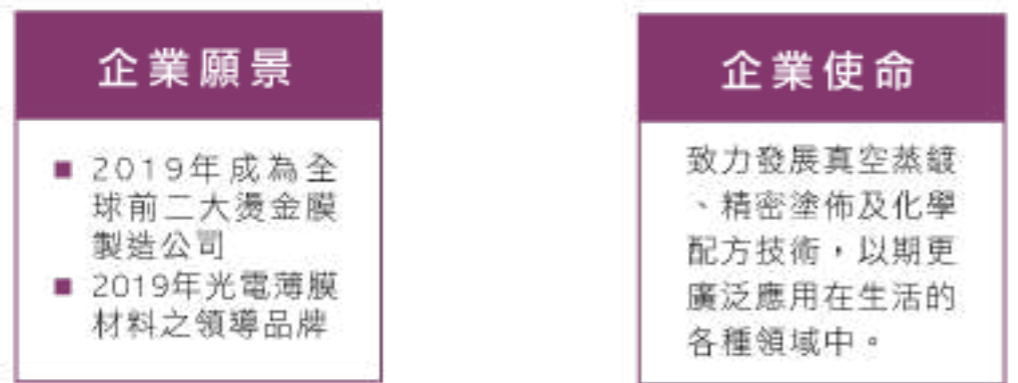 企業願景
■ 2019年成為全
球前二大燙金膜
製造公司
■ 2019年光電薄膜
材料之領導品牌
企業使命
致力發展真空蒸鍍
、精密塗佈及化學
配方技術，以期更
廣泛應用在生活的
各種領域中。